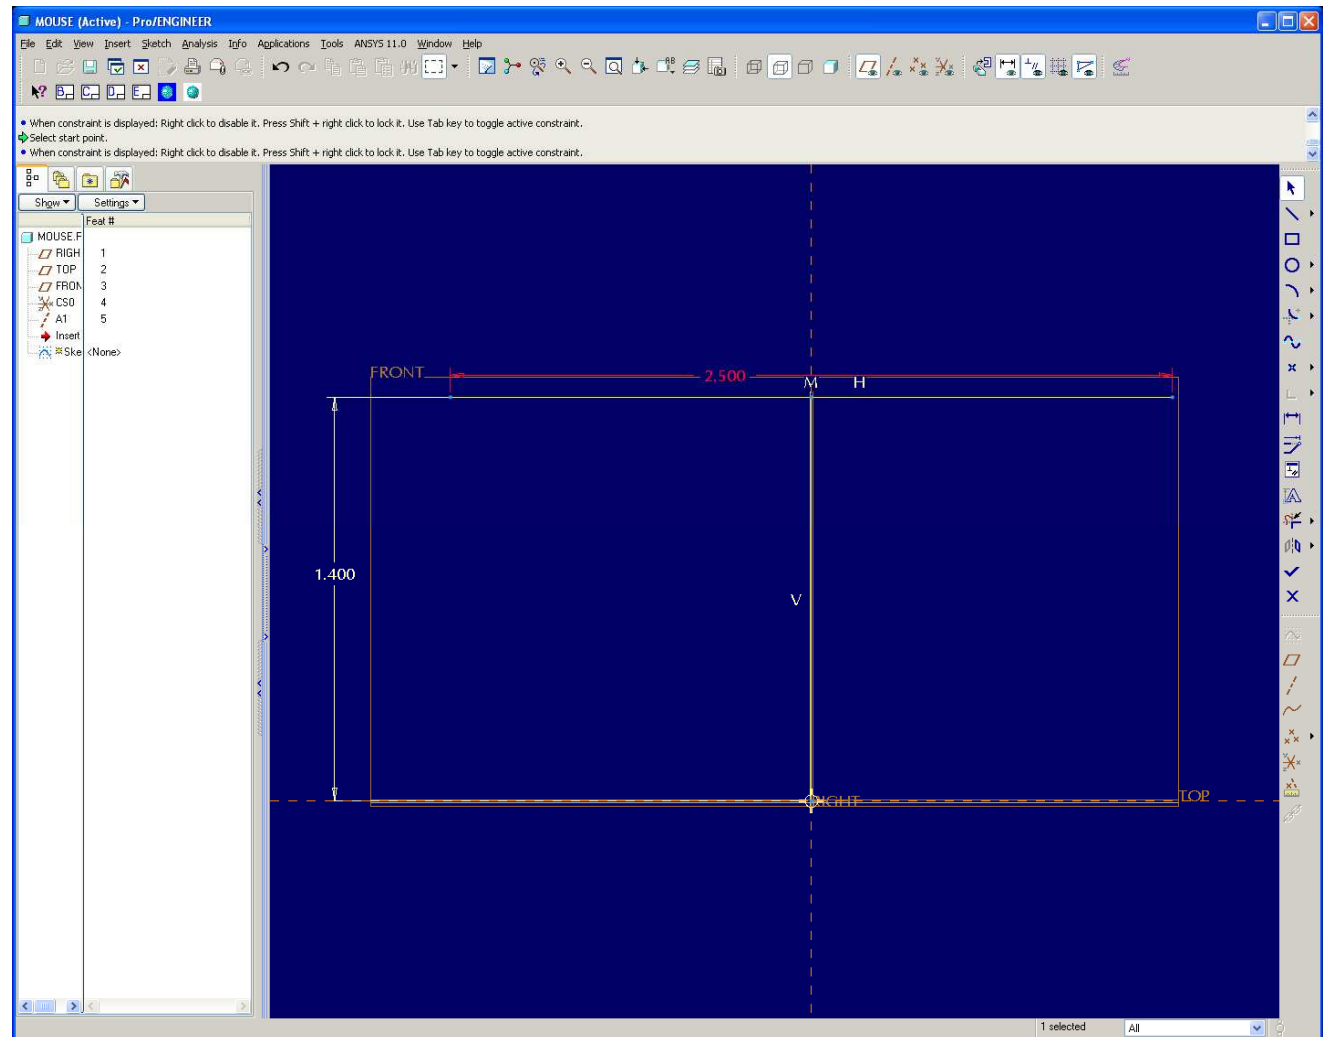 MOUSE (Active) - Pro/ENGINEER
File Edit View Insert Sketch Analysis Info Applications Tools ANSYS 11.0 Window Help
• When constraint is displayed: Right click to disable it. Press Shift + right click to lock it. Use Tab key to toggle active constraint.
Select start point.
• When constraint is displayed: Right click to disable it. Press Shift + right click to lock it. Use Tab key to toggle active constraint.
Show Settings
Feat #
MOUSE.F
RIGH 1
TOP 2
FRON 3
CS0 4
A1 5
Insert
Ske <None>
FRONT
2,500
M H
1.400
V
RIGHT
TOP
1 selected All